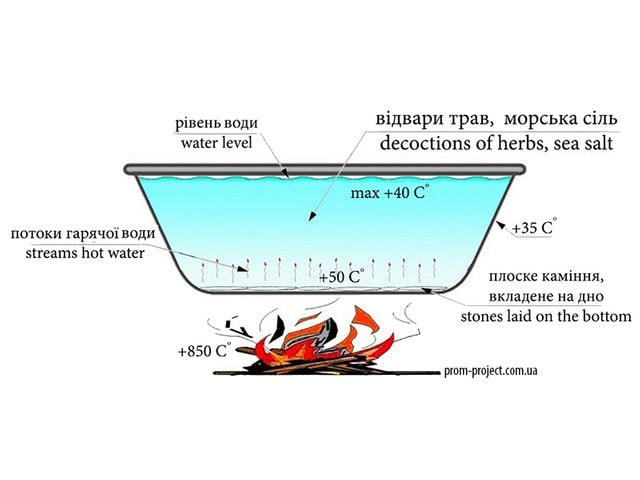 рівень води
water level
відвари трав, морська сіль
decoctions of herbs, sea salt
max +40 C°
потоки гарячої води
streams hot water
+35 C°
+50 C°
плоске каміння,
вкладене на дно
stones laid on the bottom
+850 C°
prom-project.com.ua